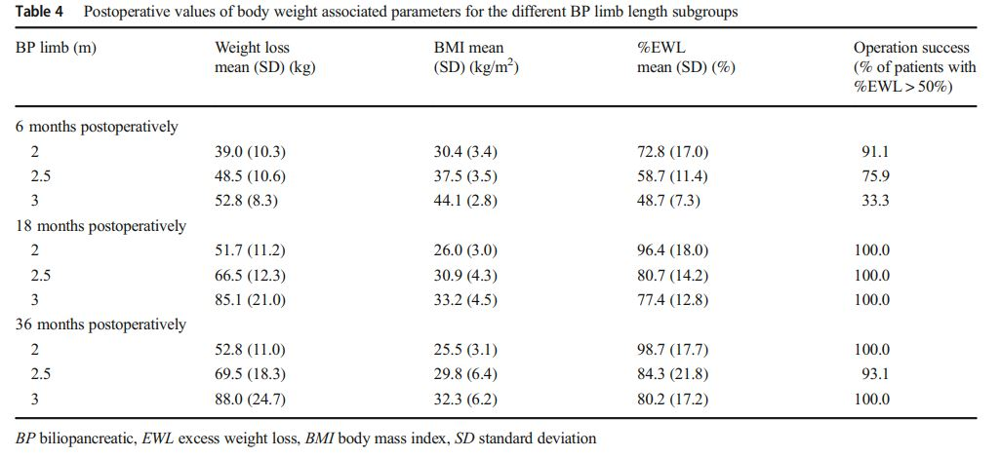 Table 4 Postoperative values of body weight associated parameters for the different BP limb length subgroups
BP limb (m) Weight loss BMI mean %EWL Operation success
mean (SD) (kg) (SD) (kg/m²) mean (SD) (%) (% of patients with
%EWL > 50%)
6 months postoperatively
2 39.0 (10.3) 30.4 (3.4) 72.8 (17.0) 91.1
2.5 48.5 (10.6) 37.5 (3.5) 58.7 (11.4) 75.9
3 52.8 (8.3) 44.1 (2.8) 48.7 (7.3) 33.3
18 months postoperatively
2 51.7 (11.2) 26.0 (3.0) 96.4 (18.0) 100.0
2.5 66.5 (12.3) 30.9 (4.3) 80.7 (14.2) 100.0
3 85.1 (21.0) 33.2 (4.5) 77.4 (12.8) 100.0
36 months postoperatively
2 52.8 (11.0) 25.5 (3.1) 98.7 (17.7) 100.0
2.5 69.5 (18.3) 29.8 (6.4) 84.3 (21.8) 93.1
3 88.0 (24.7) 32.3 (6.2) 80.2 (17.2) 100.0
BP biliopancreatic, EWL excess weight loss, BMI body mass index, SD standard deviation